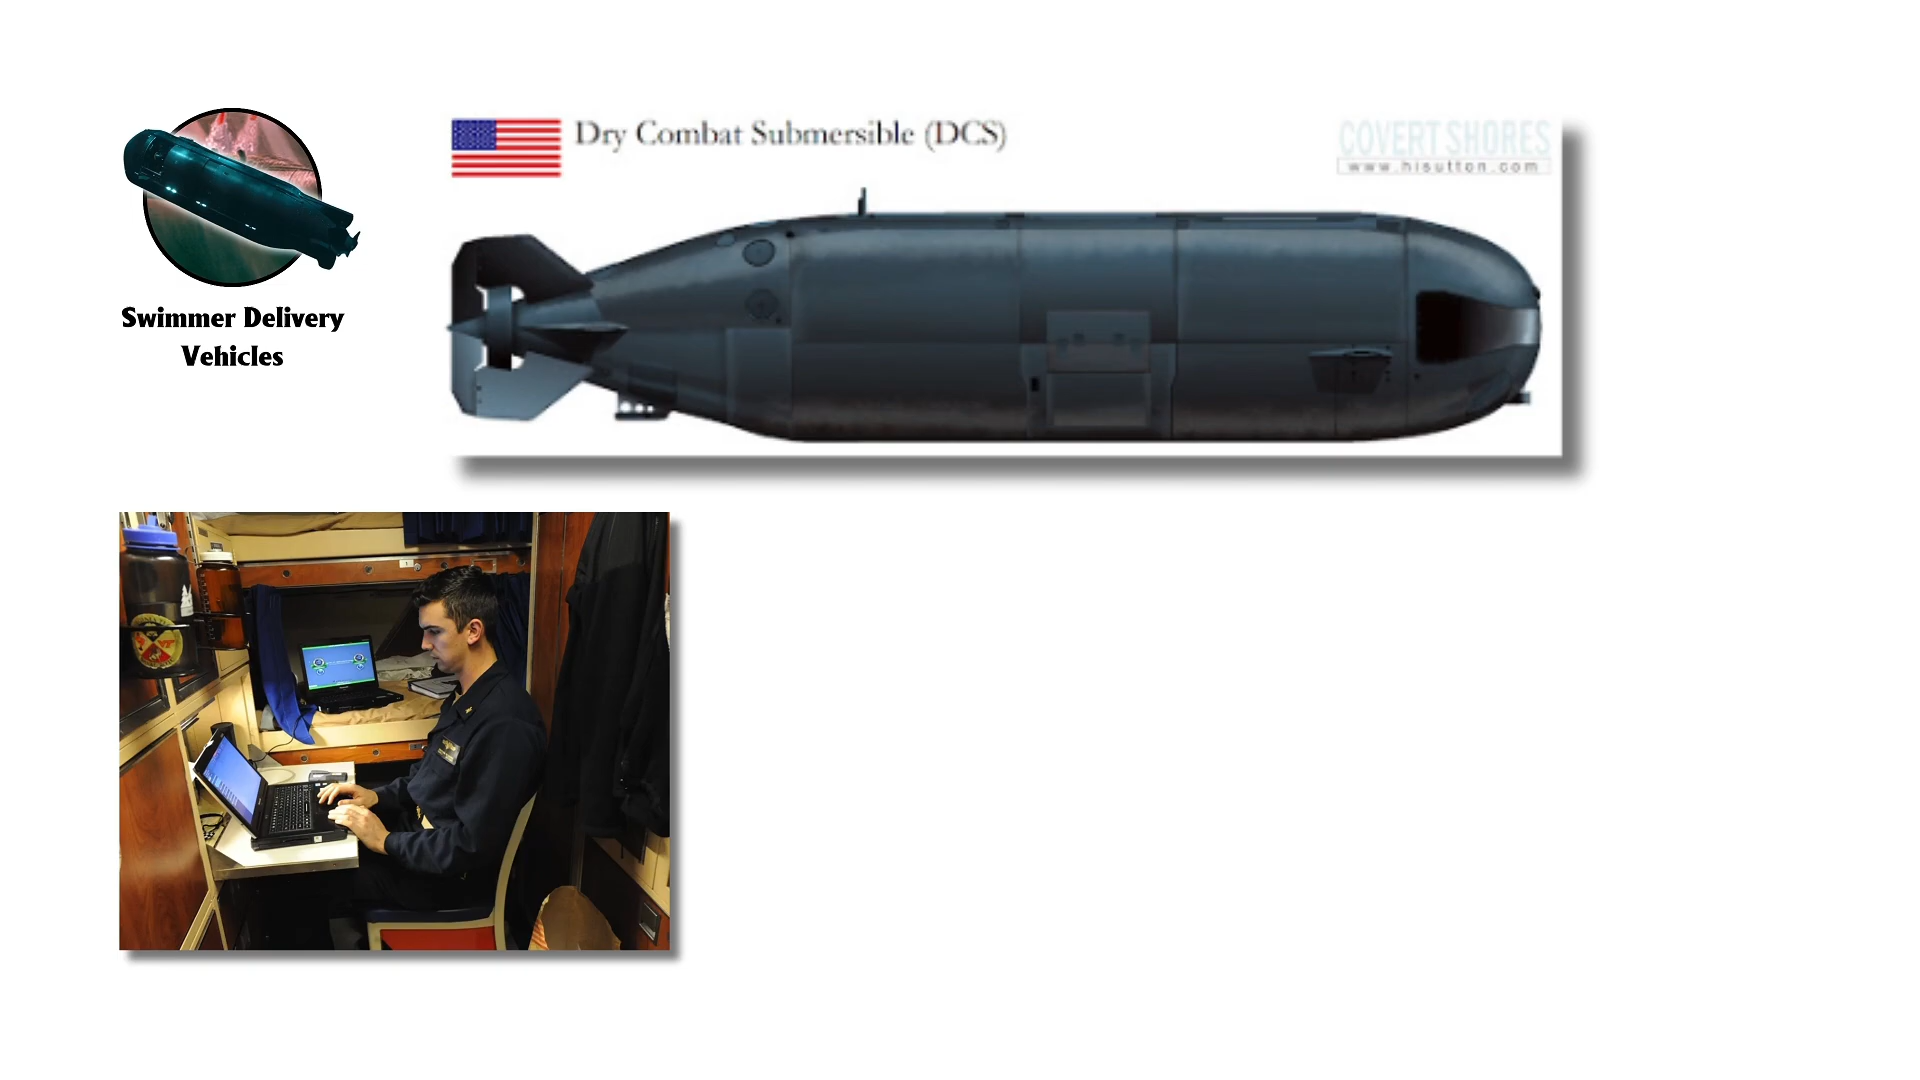 Dry Combat Submersible (DCS)
COVERT SHORES
www.hisutton.com
Swimmer Delivery
Vehicles